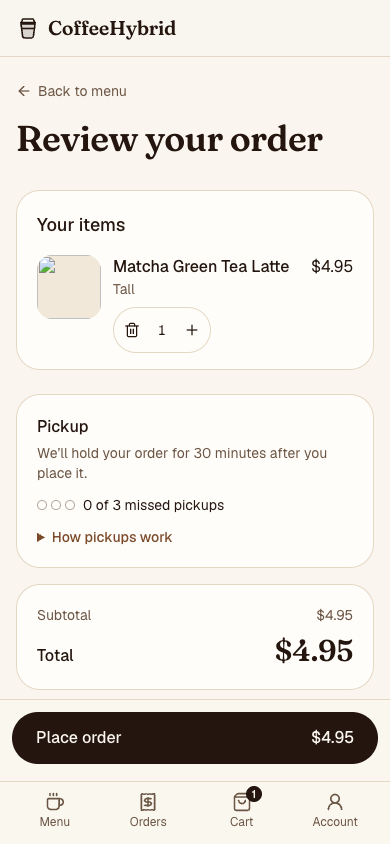 CoffeeHybrid
Back to menu
Review your order
Your items
Matcha Green Tea Latte $4.95
Tall
1
Pickup
We'll hold your order for 30 minutes after you
place it.
0 of 3 missed pickups
How pickups work
Subtotal $4.95
Total $4.95
Place order $4.95
1
Menu Orders Cart Account